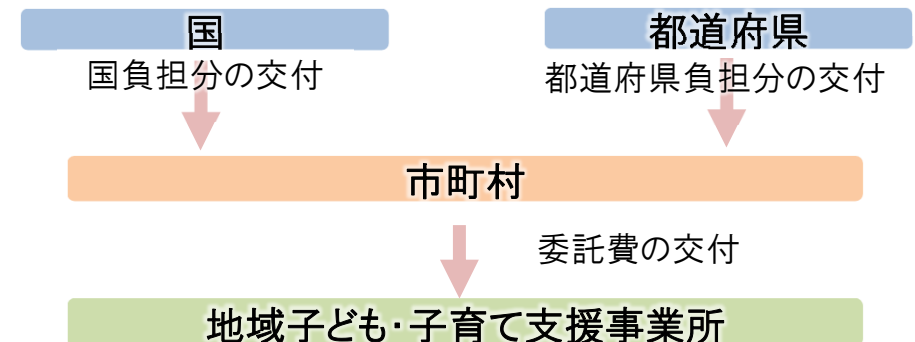 国
都道府県
国負担分の交付
都道府県負担分の交付
市町村
委託費の交付
地域子ども・子育て支援事業所